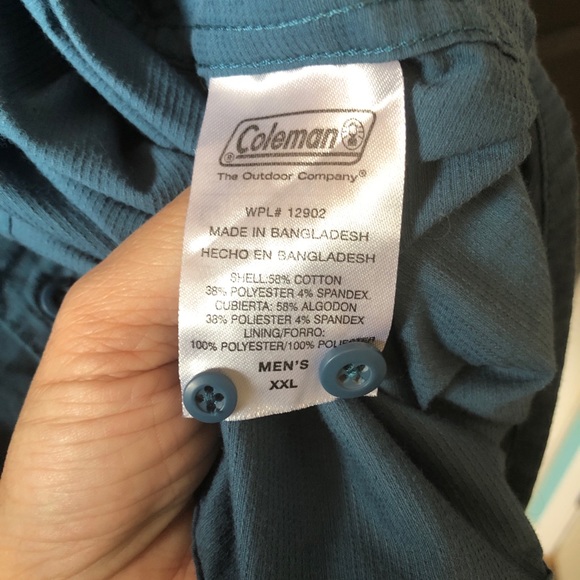 Coleman ®
The Outdoor Company®
WPL# 12902
MADE IN BANGLADESH
HECHO EN BANGLADESH
SHELL:58% COTTON
38% POLYESTER 4% SPANDEX.
CUBIERTA: 58% ALGODON
38% POLIESTER 4% SPANDEX
LINING/FORRO:
100% POLYESTER/100% POLIESTER
MEN'S
XXL